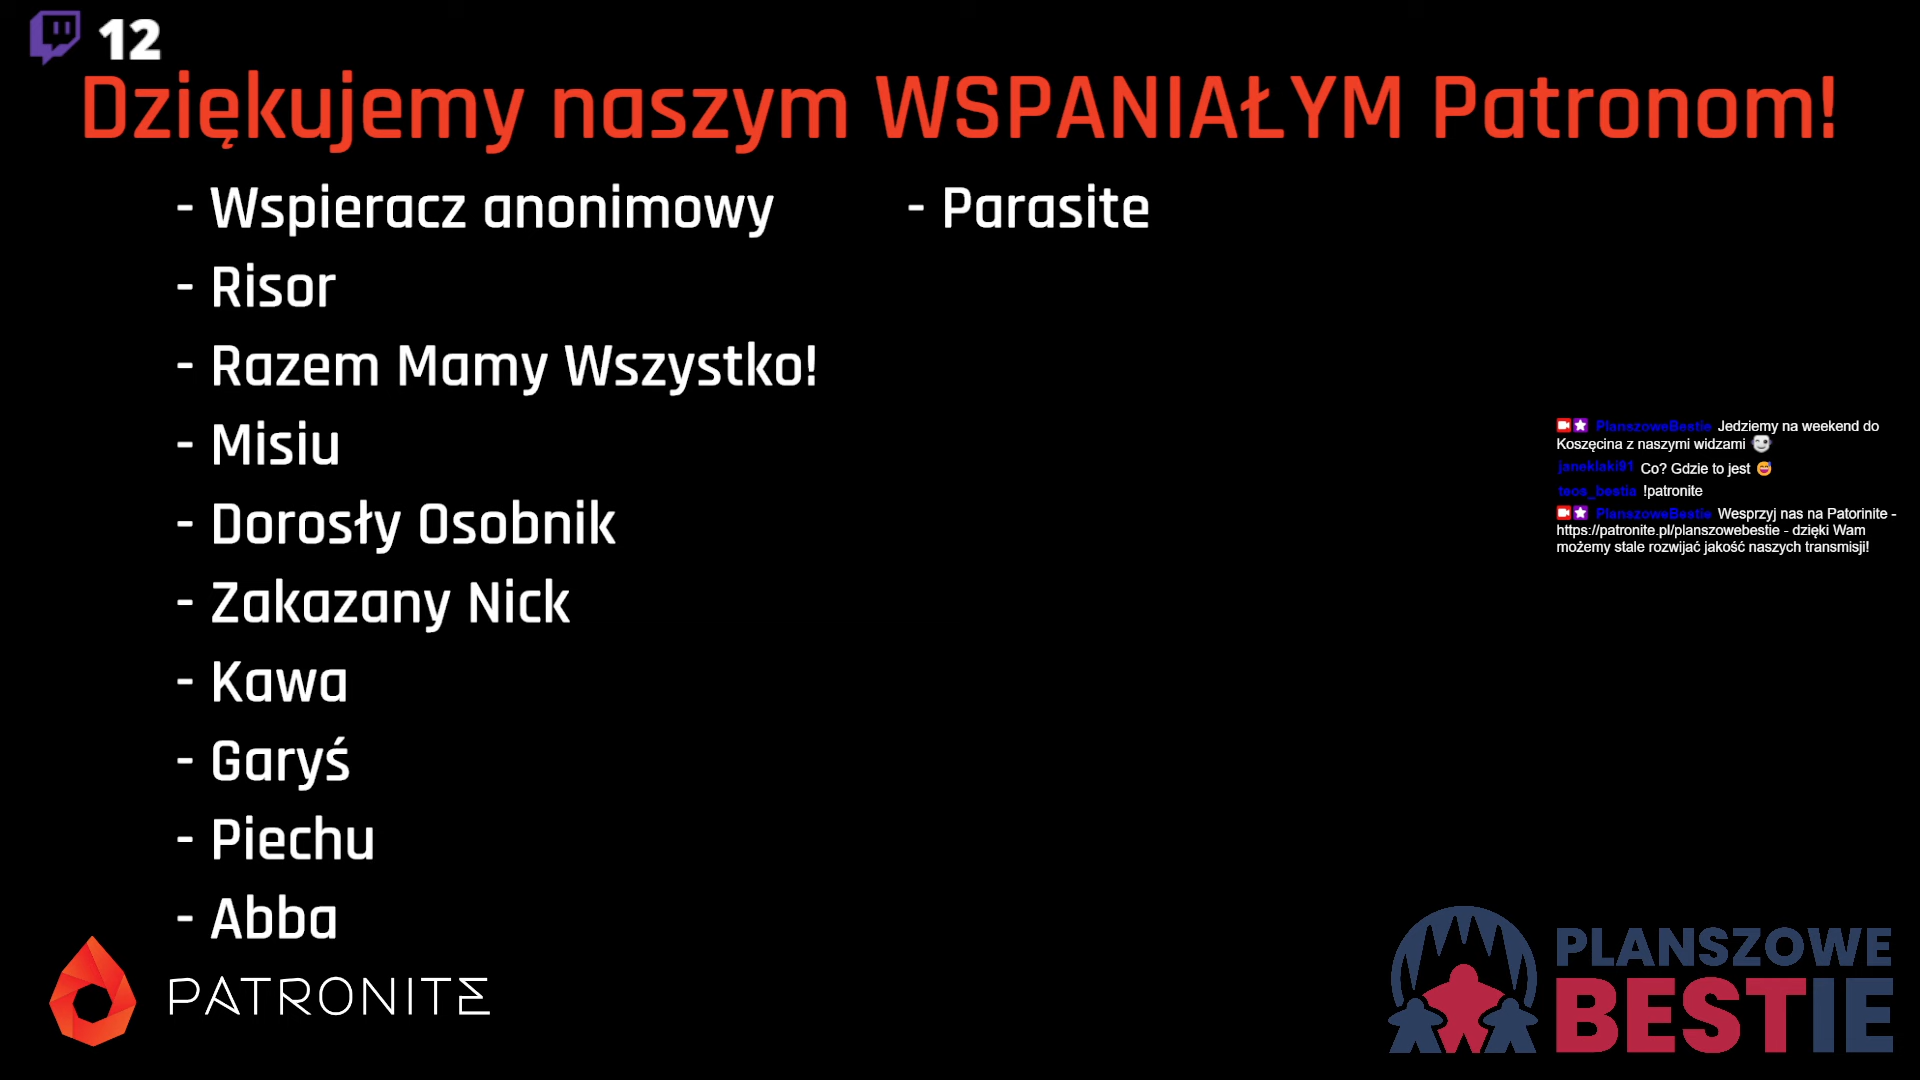 12
Dziękujemy naszym WSPANIAŁYM Patronom!
- Wspieracz anonimowy
- Risor
- Razem Mamy Wszystko!
- Misiu
- Dorosły Osobnik
- Zakazany Nick
- Kawa
- Garyś
- Piechu
- Abba
- Parasite
PlanszoweBestie Jedziemy na weekend do
Koszęcina z naszymi widzami
janeklaki91 Co? Gdzie to jest
teos_bestia !patronite
PlanszoweBestie Wesprzyj nas na Patorinite -
https://patronite.pl/planszowebestie - dzięki Wam
możemy stale rozwijać jakość naszych transmisji!
PATRONITE
PLANSZOWE
BESTIE